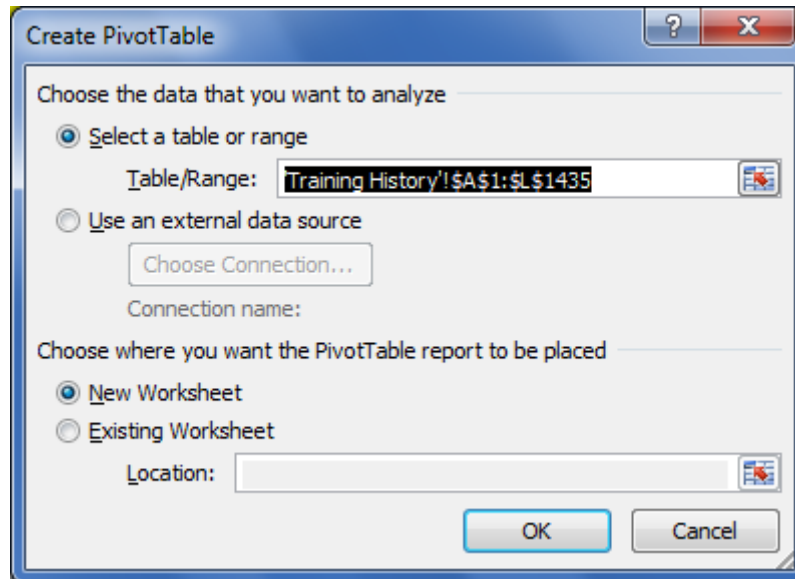 Create PivotTable
?
X
Choose the data that you want to analyze
Select a table or range
Table/Range: 'Training History'!$A$1:$L$1435
Use an external data source
Choose Connection...
Connection name:
Choose where you want the PivotTable report to be placed
New Worksheet
Existing Worksheet
Location:
OK Cancel